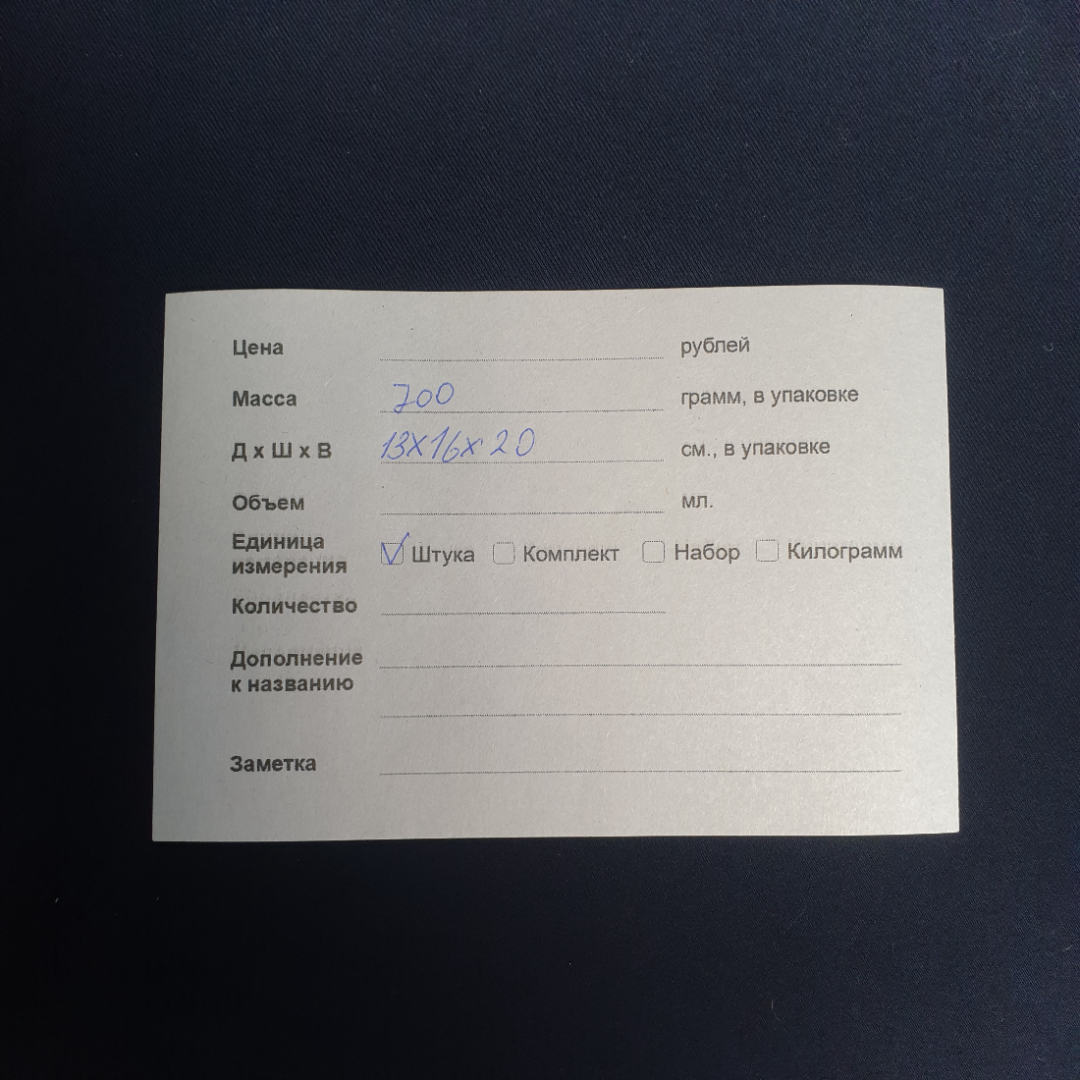 Цена рублей
Масса 700 грамм, в упаковке
Д х Ш х В 13х16х20 см., в упаковке
Объем мл.
Единица измерения Штука Комплект Набор Килограмм
Количество
Дополнение
к названию
Заметка